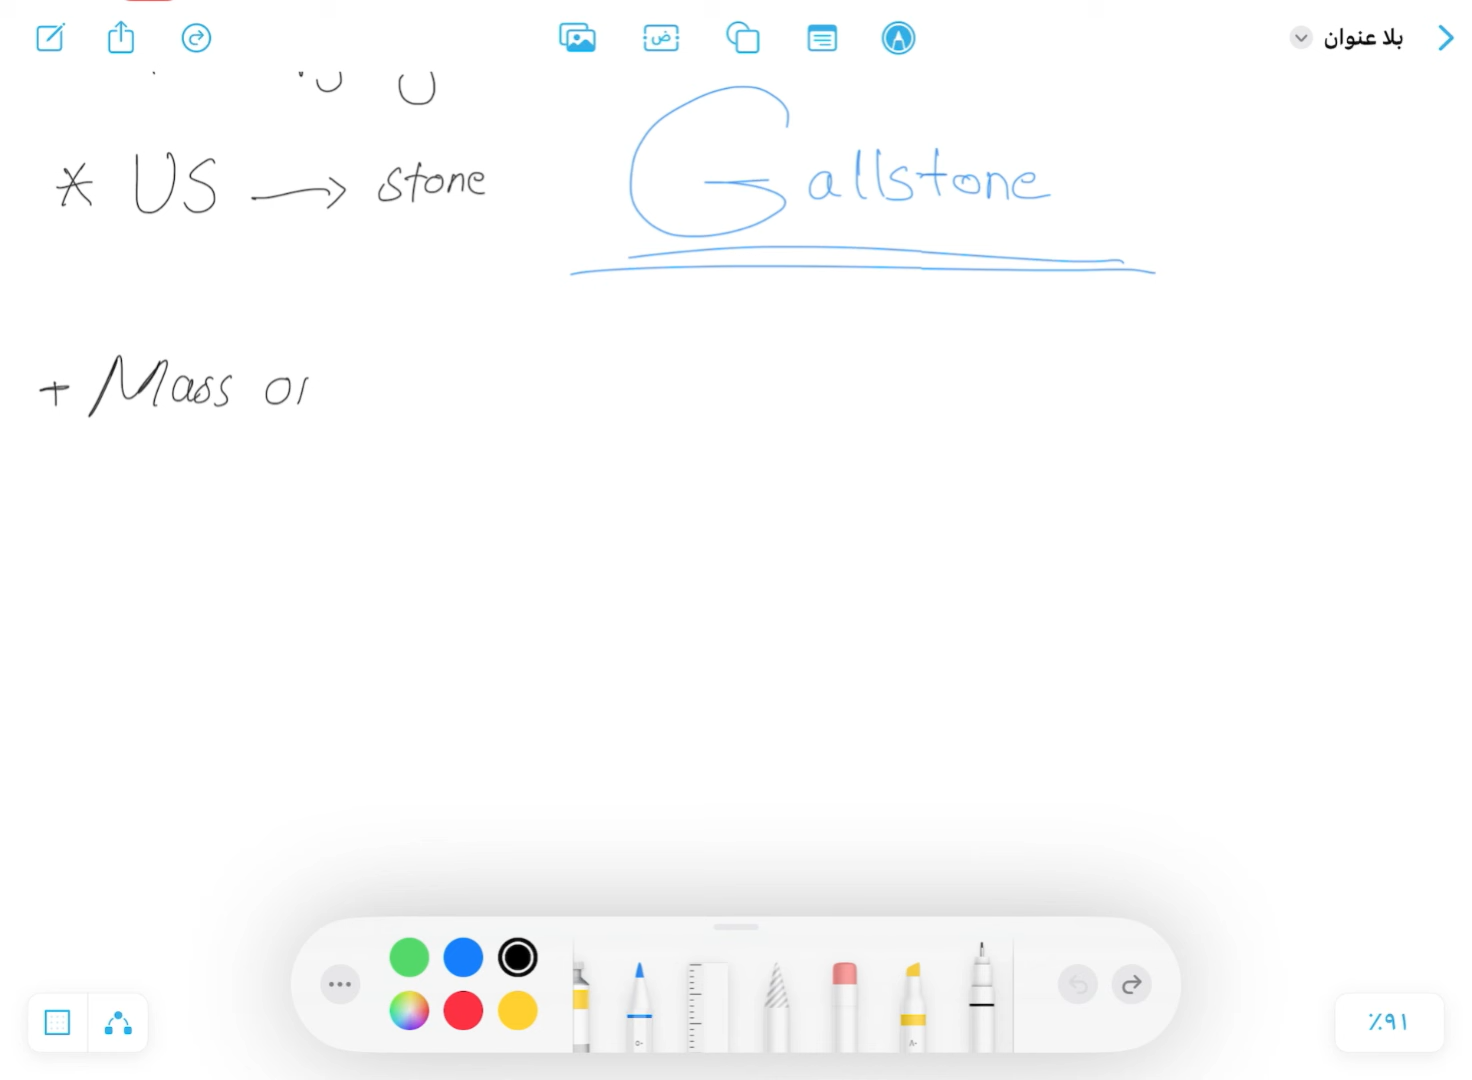 بلا عنوان
* US → stone
Gallstone
+ Mass or
٪٩١